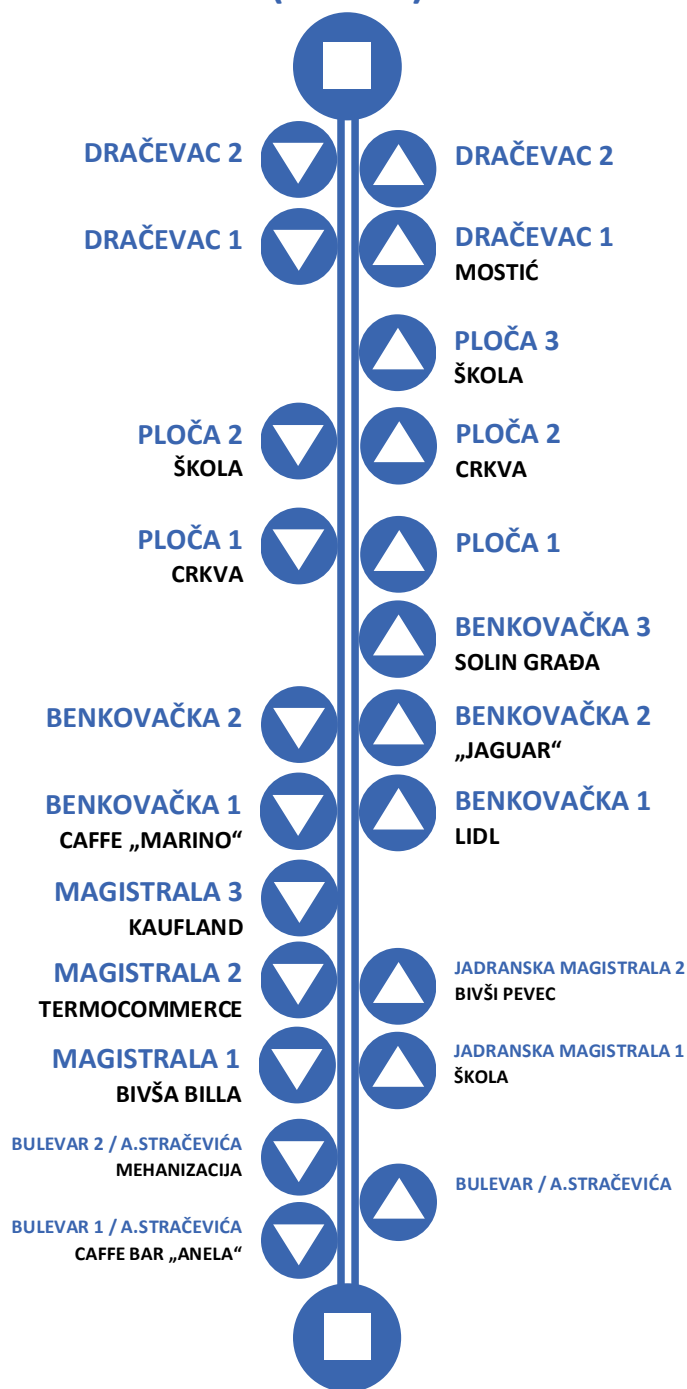 DRAČEVAC 2
DRAČEVAC 2
DRAČEVAC 1
DRAČEVAC 1
MOSTIĆ
PLOČA 3
ŠKOLA
PLOČA 2
ŠKOLA
PLOČA 2
CRKVA
PLOČA 1
CRKVA
PLOČA 1
BENKOVAČKA 3
SOLIN GRAĐA
BENKOVAČKA 2
BENKOVAČKA 2
„JAGUAR“
BENKOVAČKA 1
CAFFE „MARINO“
BENKOVAČKA 1
LIDL
MAGISTRALA 3
KAUFLAND
MAGISTRALA 2
TERMOCOMMERCE
JADRANSKA MAGISTRALA 2
BIVŠI PEVEC
MAGISTRALA 1
BIVŠA BILLA
JADRANSKA MAGISTRALA 1
ŠKOLA
BULEVAR 2 / A.STRAČEVIĆA
MEHANIZACIJA
BULEVAR / A.STRAČEVIĆA
BULEVAR 1 / A.STRAČEVIĆA
CAFFE BAR „ANELA“